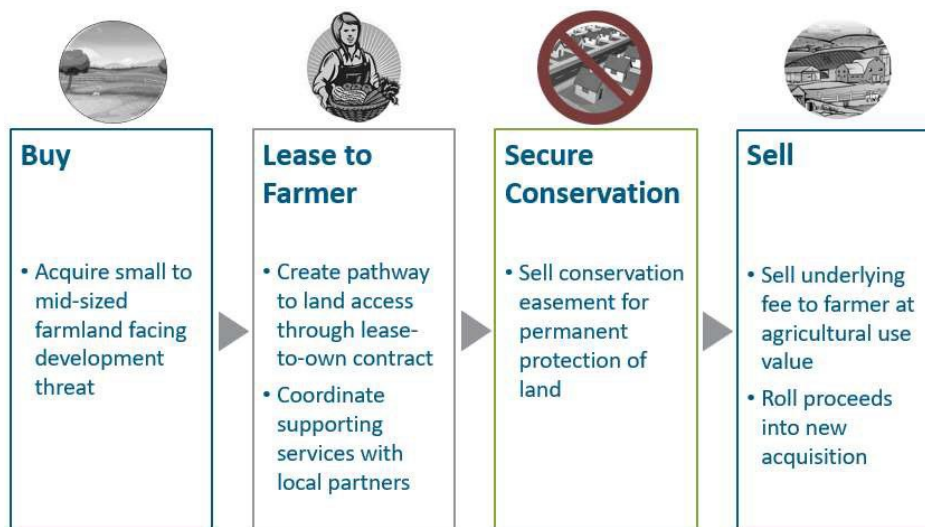 Buy
• Acquire small to
mid-sized
farmland facing
development
threat
Lease to
Farmer
• Create pathway
to land access
through lease-
to-own contract
• Coordinate
supporting
services with
local partners
Secure
Conservation
• Sell conservation
easement for
permanent
protection of
land
Sell
• Sell underlying
fee to farmer at
agricultural use
value
• Roll proceeds
into new
acquisition